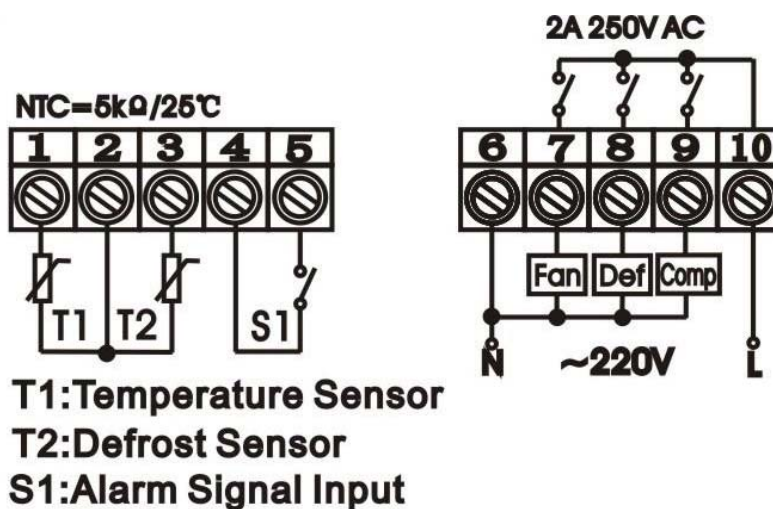 2A 250V AC
NTC=5kΩ/25℃
1 2 3 4 5
6 7 8 9 10
Fan Def Comp
T1 T2 S1
N ~220V L
T1:Temperature Sensor
T2:Defrost Sensor
S1:Alarm Signal Input